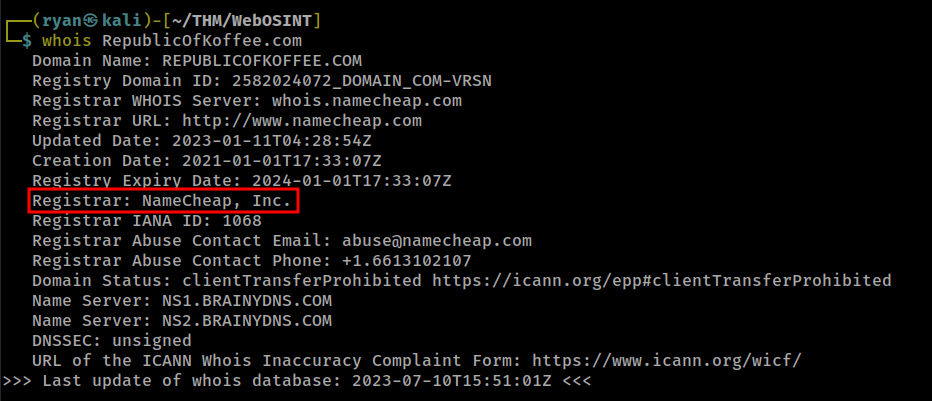 ┌──(ryan㉿kali)-[~/THM/WebOSINT]
└─$ whois RepublicOfKoffee.com
Domain Name: REPUBLICOFKOFFEE.COM
Registry Domain ID: 2582024072_DOMAIN_COM-VRSN
Registrar WHOIS Server: whois.namecheap.com
Registrar URL: http://www.namecheap.com
Updated Date: 2023-01-11T04:28:54Z
Creation Date: 2021-01-01T17:33:07Z
Registry Expiry Date: 2024-01-01T17:33:07Z
Registrar: NameCheap, Inc.
Registrar IANA ID: 1068
Registrar Abuse Contact Email: abuse@namecheap.com
Registrar Abuse Contact Phone: +1.6613102107
Domain Status: clientTransferProhibited https://icann.org/epp#clientTransferProhibited
Name Server: NS1.BRAINYDNS.COM
Name Server: NS2.BRAINYDNS.COM
DNSSEC: unsigned
URL of the ICANN Whois Inaccuracy Complaint Form: https://www.icann.org/wicf/
>>> Last update of whois database: 2023-07-10T15:51:01Z <<<